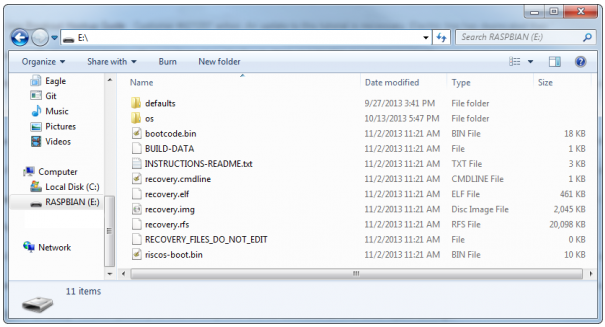 E:\
Search RASPBIAN (E:)
Organize
Share with
Burn
New folder
Eagle
Git
Music
Pictures
Videos
Computer
Local Disk (C:)
RASPBIAN (E:)
Network
Name Date modified Type Size
defaults 9/27/2013 3:41 PM File folder
os 10/13/2013 5:47 PM File folder
bootcode.bin 11/2/2013 11:21 AM BIN File 18 KB
BUILD-DATA 11/2/2013 11:21 AM File 1 KB
INSTRUCTIONS-README.txt 11/2/2013 11:21 AM TXT File 3 KB
recovery.cmdline 11/2/2013 11:21 AM CMDLINE File 1 KB
recovery.elf 11/2/2013 11:21 AM ELF File 461 KB
recovery.img 11/2/2013 11:21 AM Disc Image File 2,045 KB
recovery.rfs 11/2/2013 11:21 AM RFS File 20,098 KB
RECOVERY_FILES_DO_NOT_EDIT 11/2/2013 11:21 AM File 0 KB
riscos-boot.bin 11/2/2013 11:21 AM BIN File 10 KB
11 items